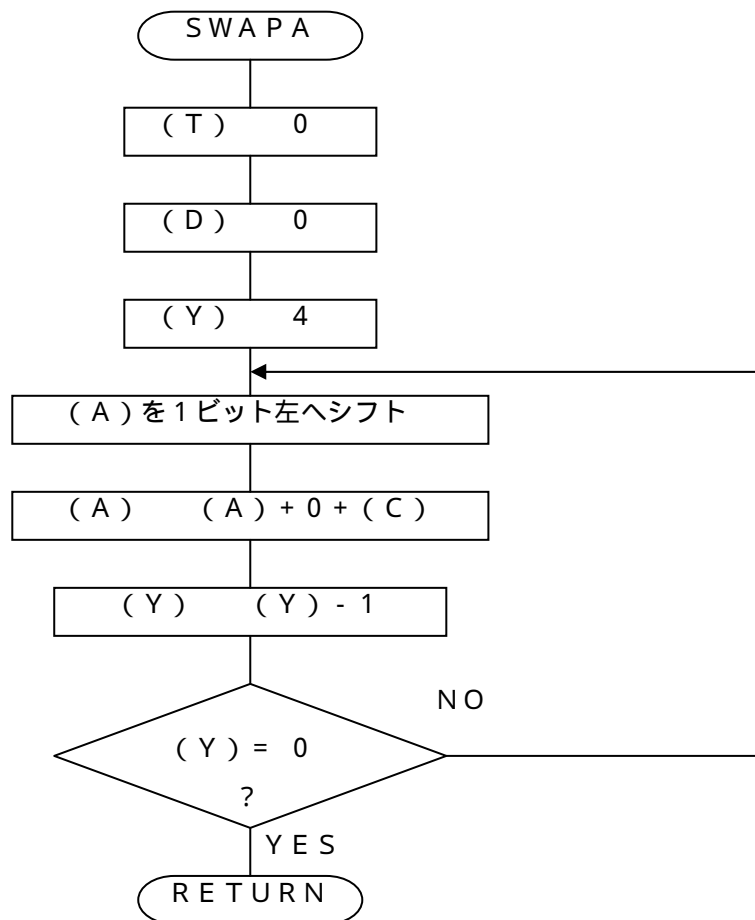 SWAPA
(T) 0
(D) 0
(Y) 4
(A)を1ビット左へシフト
(A) (A)+0+(C)
(Y) (Y)-1
NO
(Y)= 0
?
YES
RETURN